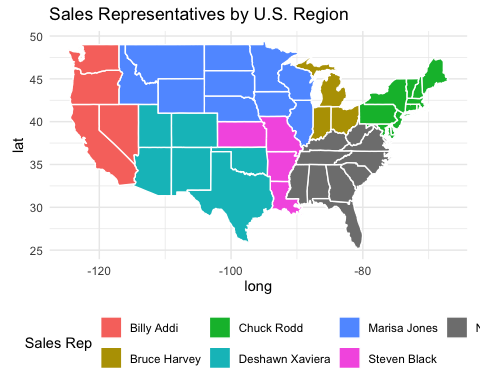 Sales Representatives by U.S. Region
50
45
40
35
30
25
lat
-120 -100 -80
long
Sales Rep
Billy Addi Chuck Rodd Marisa Jones
Bruce Harvey Deshawn Xaviera Steven Black